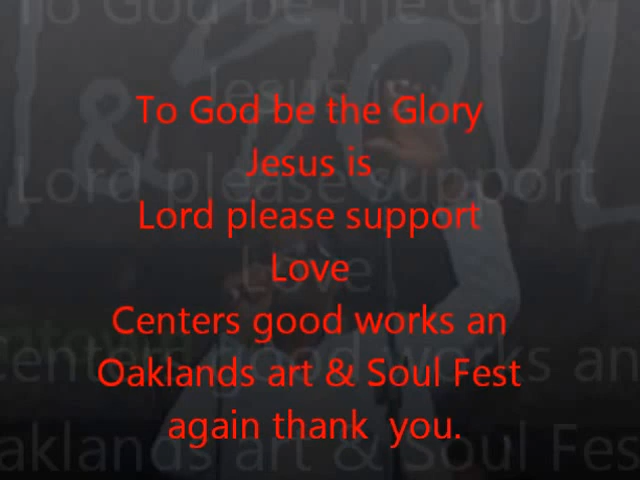 To God be the Glory
Jesus is
Lord please support
Love
Centers good works an
Oaklands art & Soul Fest
again thank  you.